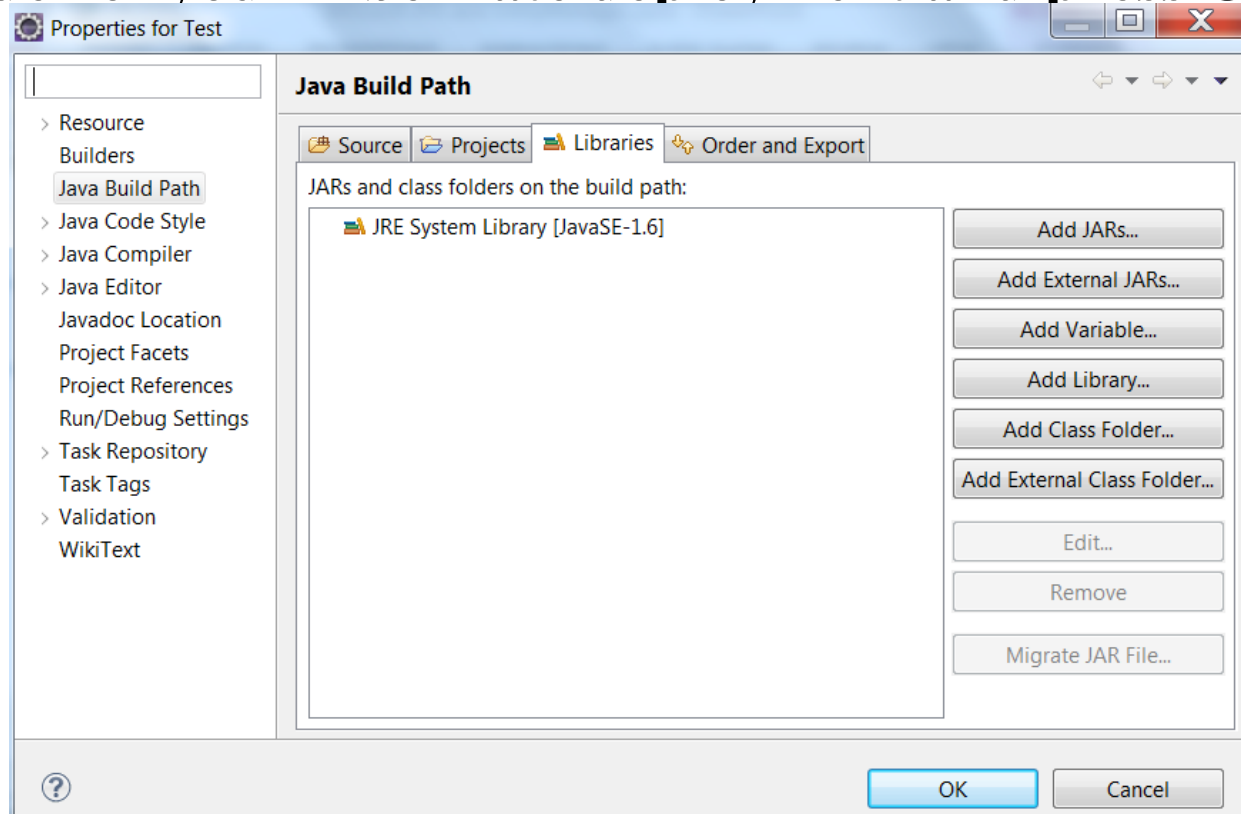 Properties for Test
Java Build Path
Resource
Builders
Java Build Path
Java Code Style
Java Compiler
Java Editor
Javadoc Location
Project Facets
Project References
Run/Debug Settings
Task Repository
Task Tags
Validation
WikiText
Source Projects Libraries Order and Export
JARs and class folders on the build path:
JRE System Library [JavaSE-1.6]
Add JARs...
Add External JARs...
Add Variable...
Add Library...
Add Class Folder...
Add External Class Folder...
Edit...
Remove
Migrate JAR File...
OK
Cancel